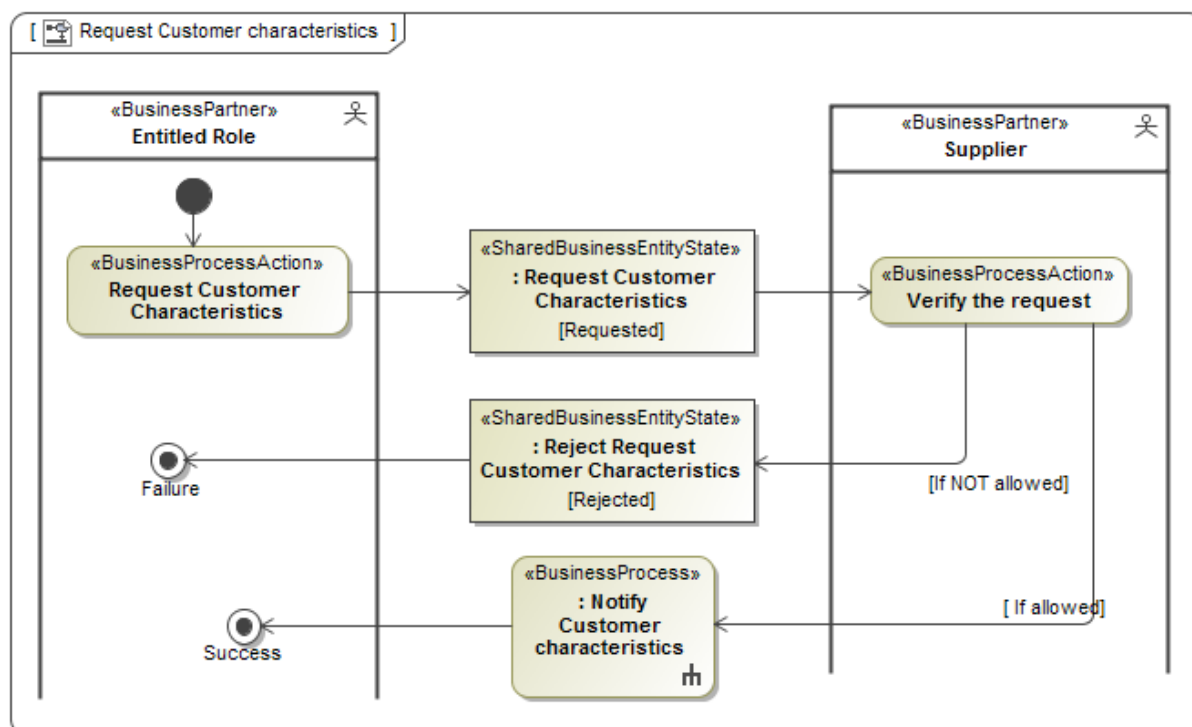 [ Request Customer characteristics ]
«BusinessPartner»
Entitled Role
«BusinessPartner»
Supplier
«BusinessProcessAction»
Request Customer
Characteristics
«SharedBusinessEntityState»
: Request Customer
Characteristics
[Requested]
«BusinessProcessAction»
Verify the request
«SharedBusinessEntityState»
: Reject Request
Customer Characteristics
[Rejected]
Failure
[If NOT allowed]
«BusinessProcess»
: Notify
Customer
characteristics
[ If allowed]
Success